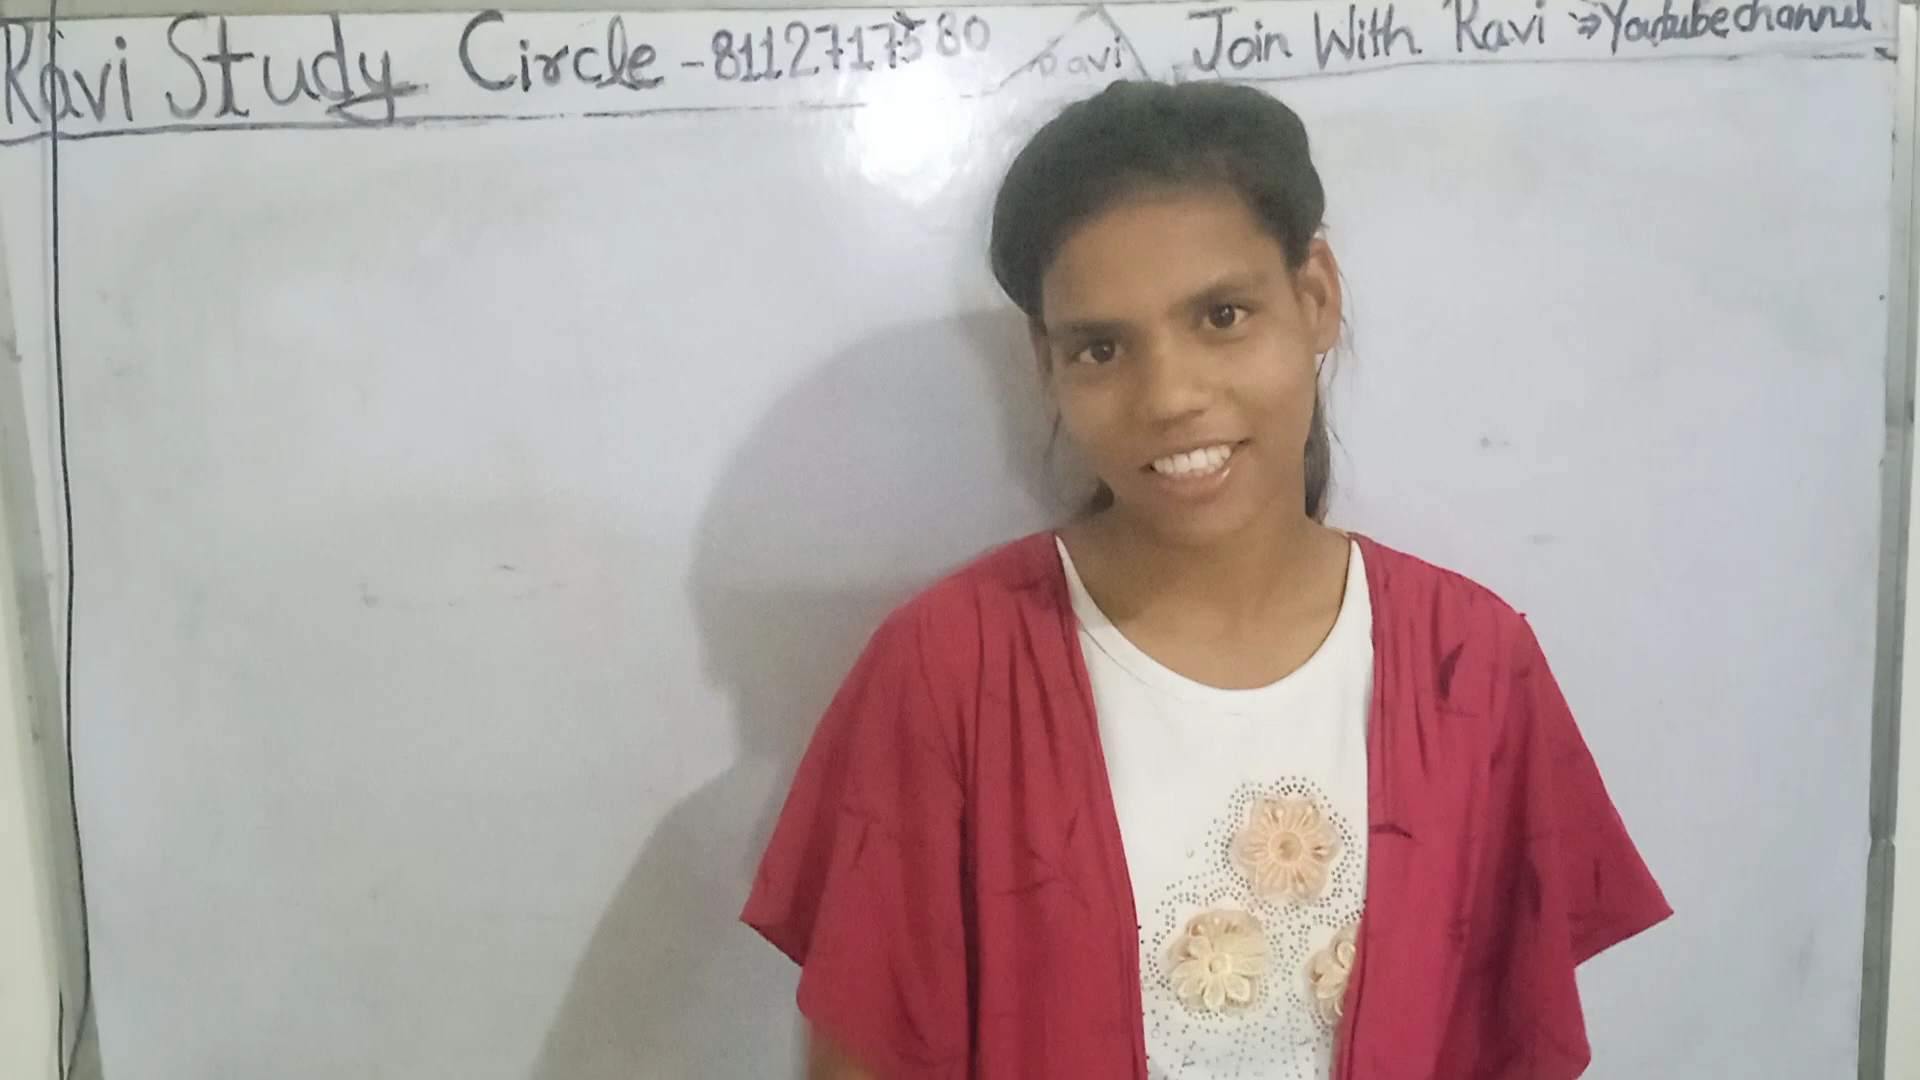 Ravi Study Circle - 8112717580
Ravi
Join With Ravi ⇒ Youtube channel